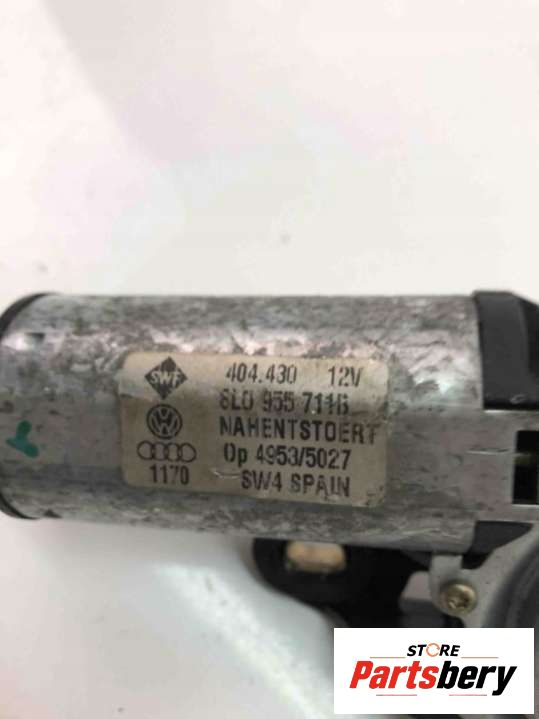 SWF 404.430 12V
8L0 955 711B
NAHENTSTOERT
Op 4953/5027
1170 SW4 SPAIN
STORE
Partsbery